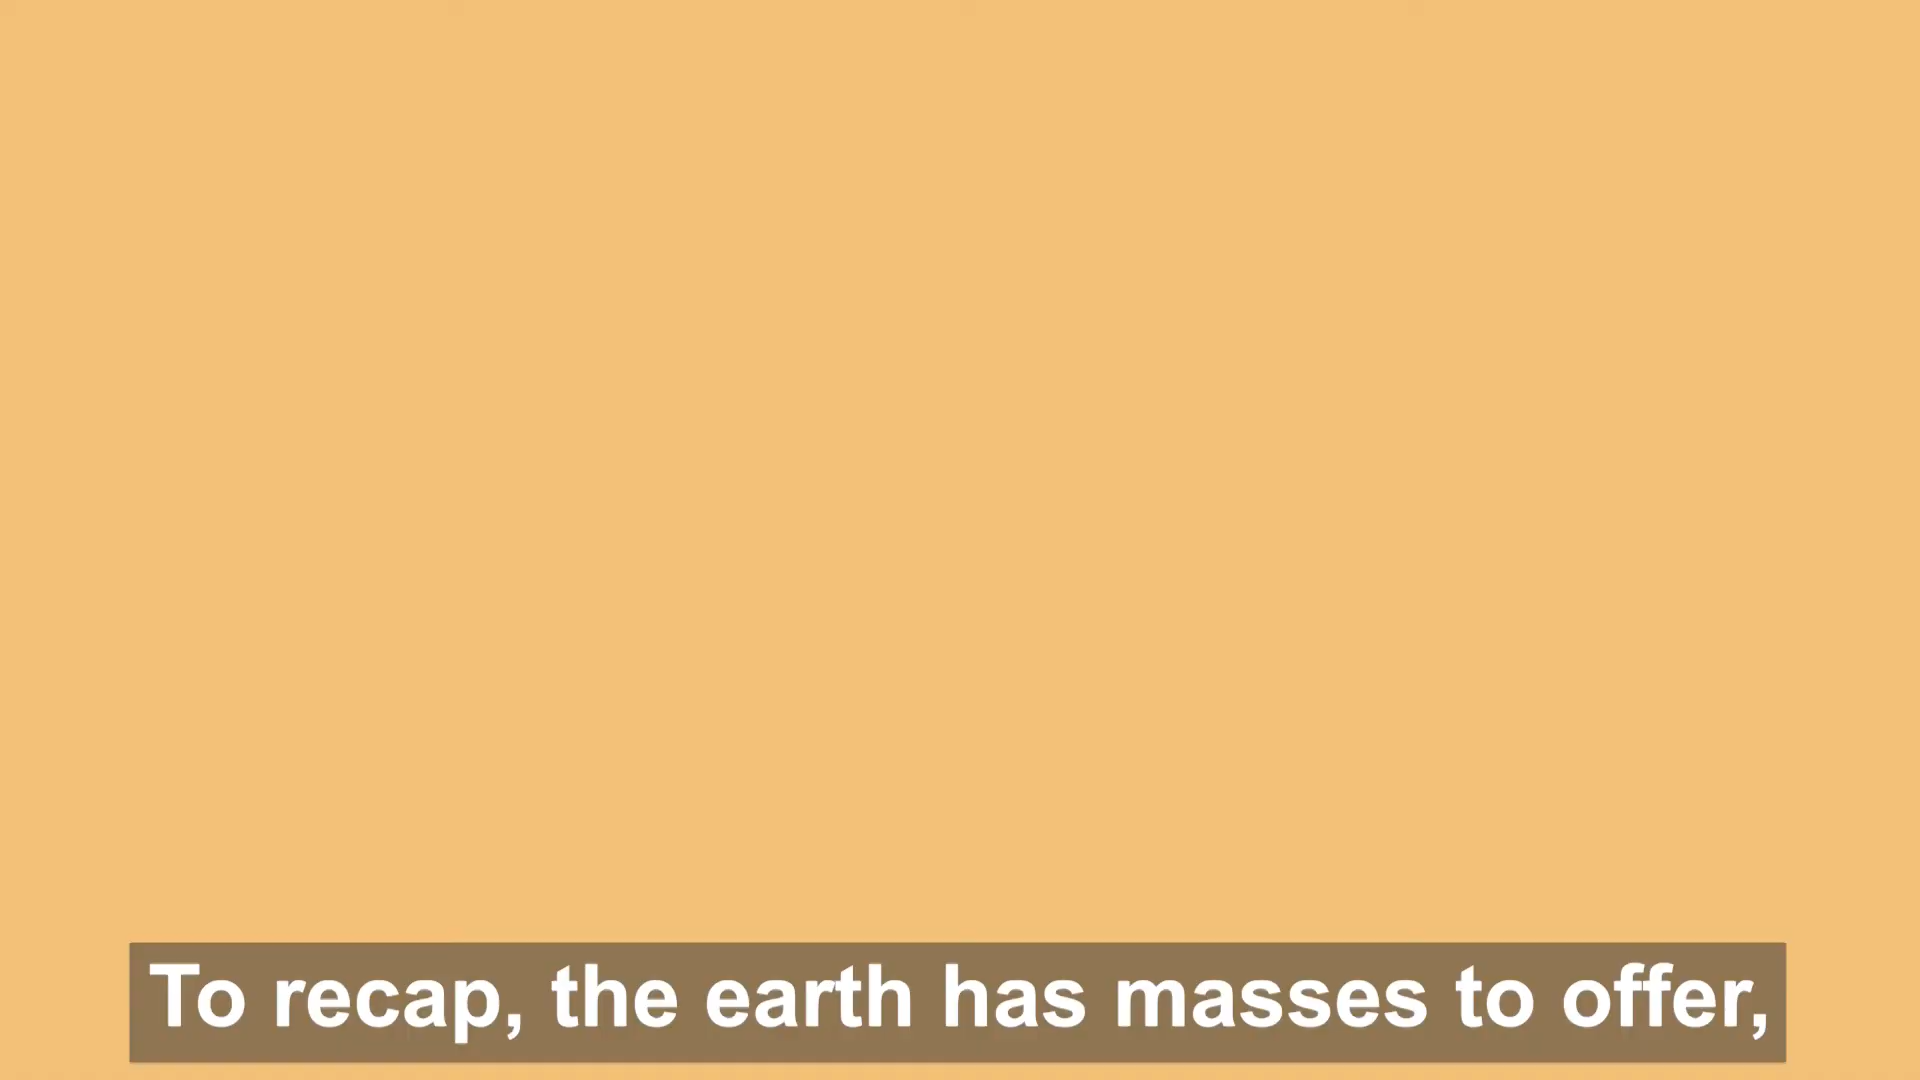 To recap, the earth has masses to offer,